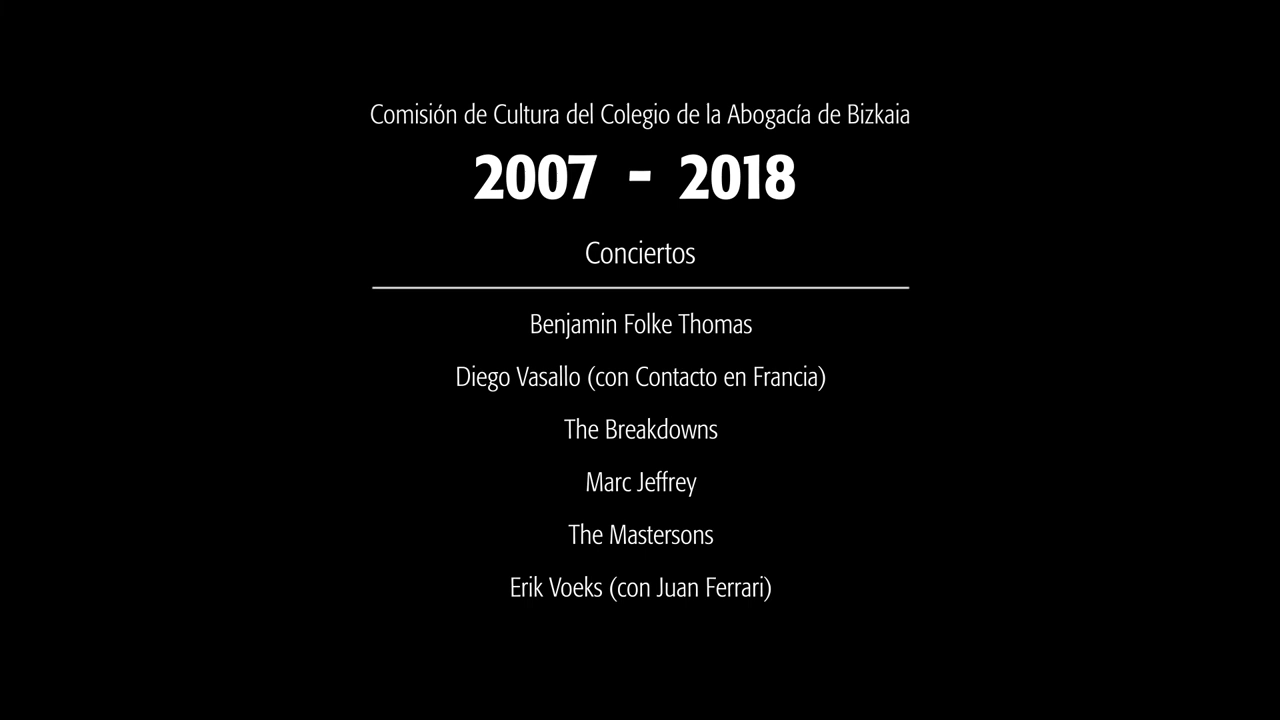 Comisión de Cultura del Colegio de la Abogacía de Bizkaia
2007 - 2018
Conciertos
Benjamin Folke Thomas
Diego Vasallo (con Contacto en Francia)
The Breakdowns
Marc Jeffrey
The Mastersons
Erik Voeks (con Juan Ferrari)